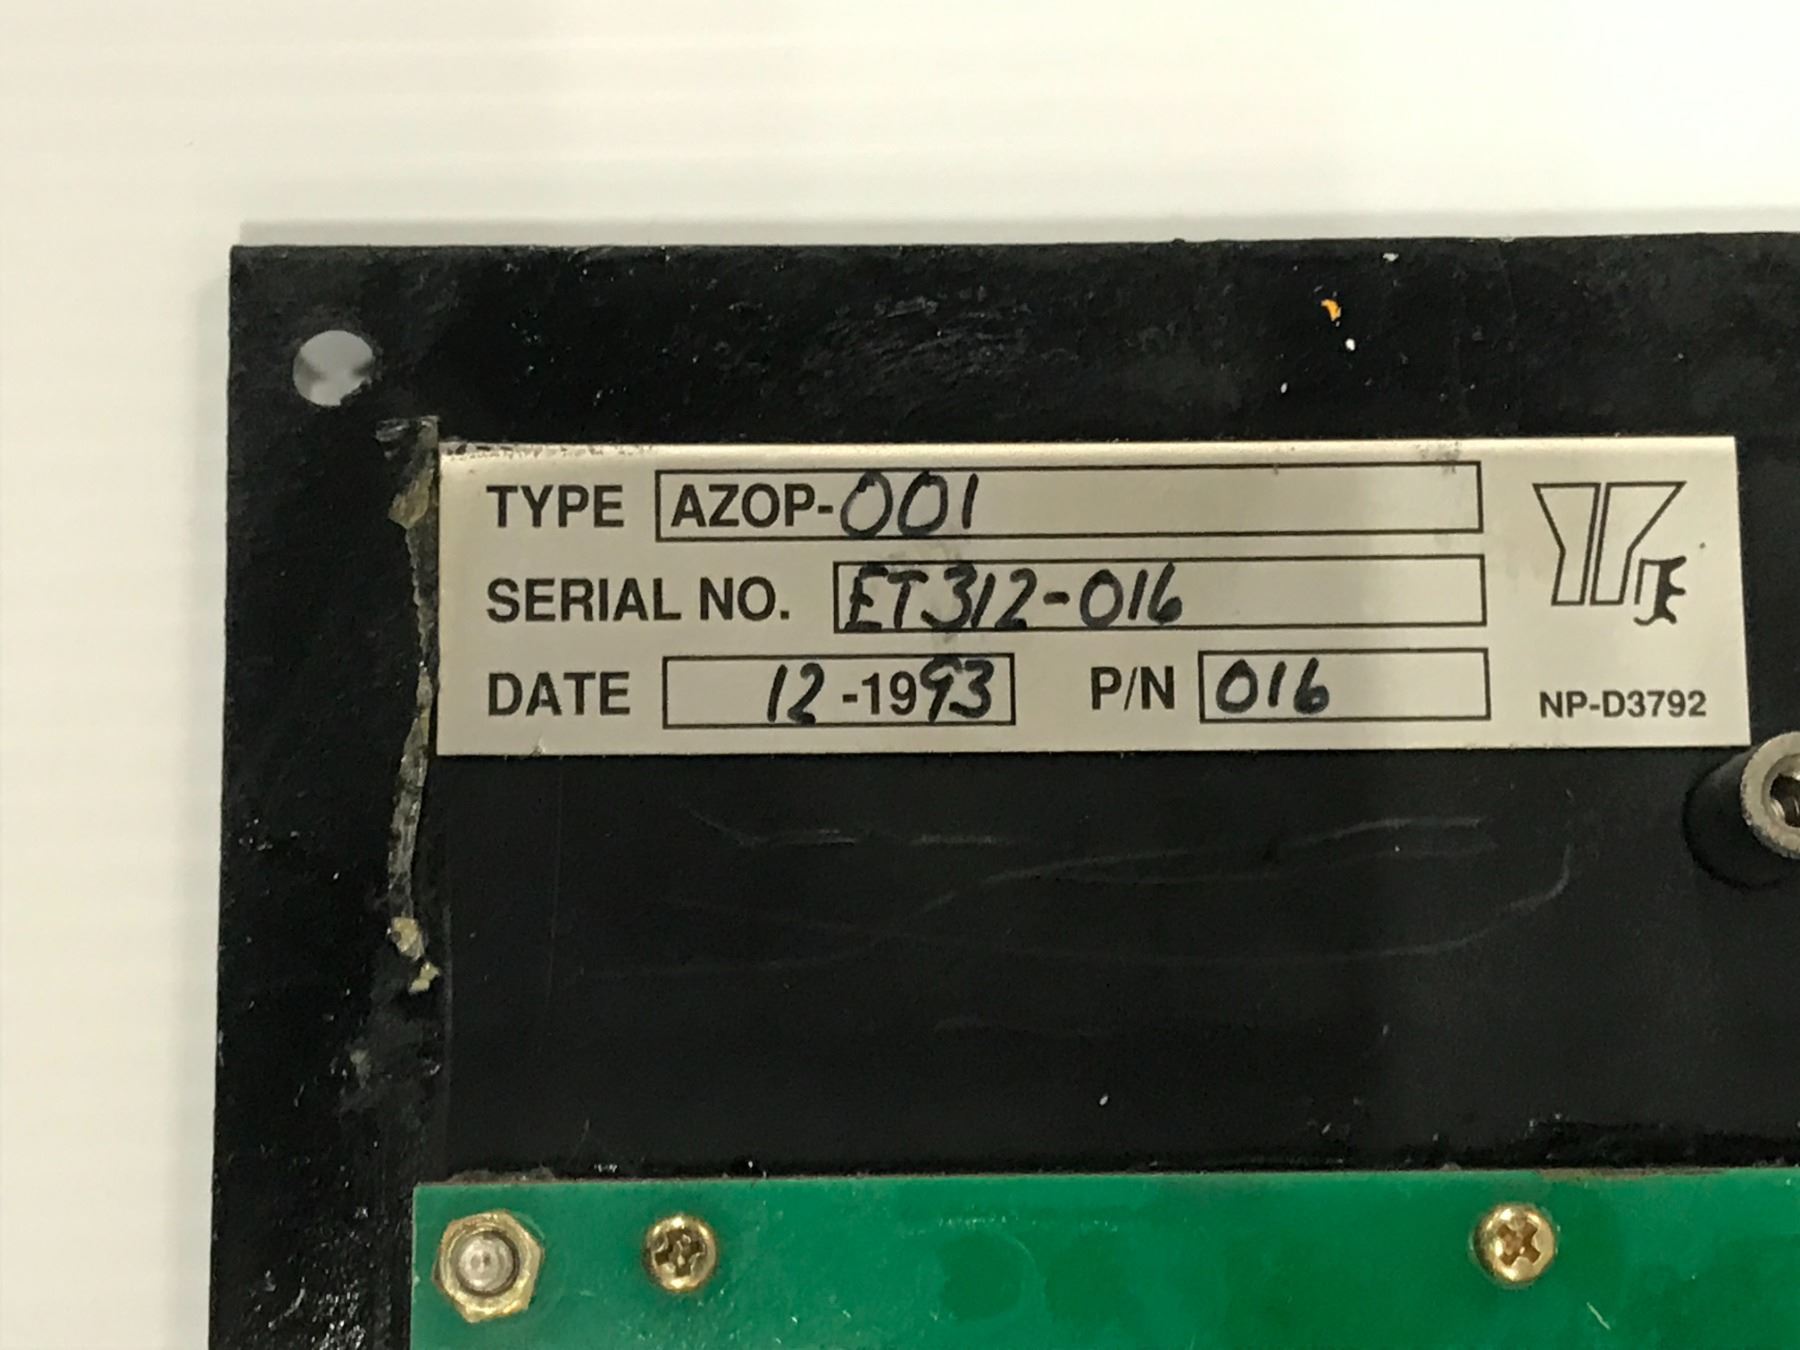 TYPE AZOP-001
SERIAL NO. ET312-016
DATE 12-1993 P/N 016
NP-D3792